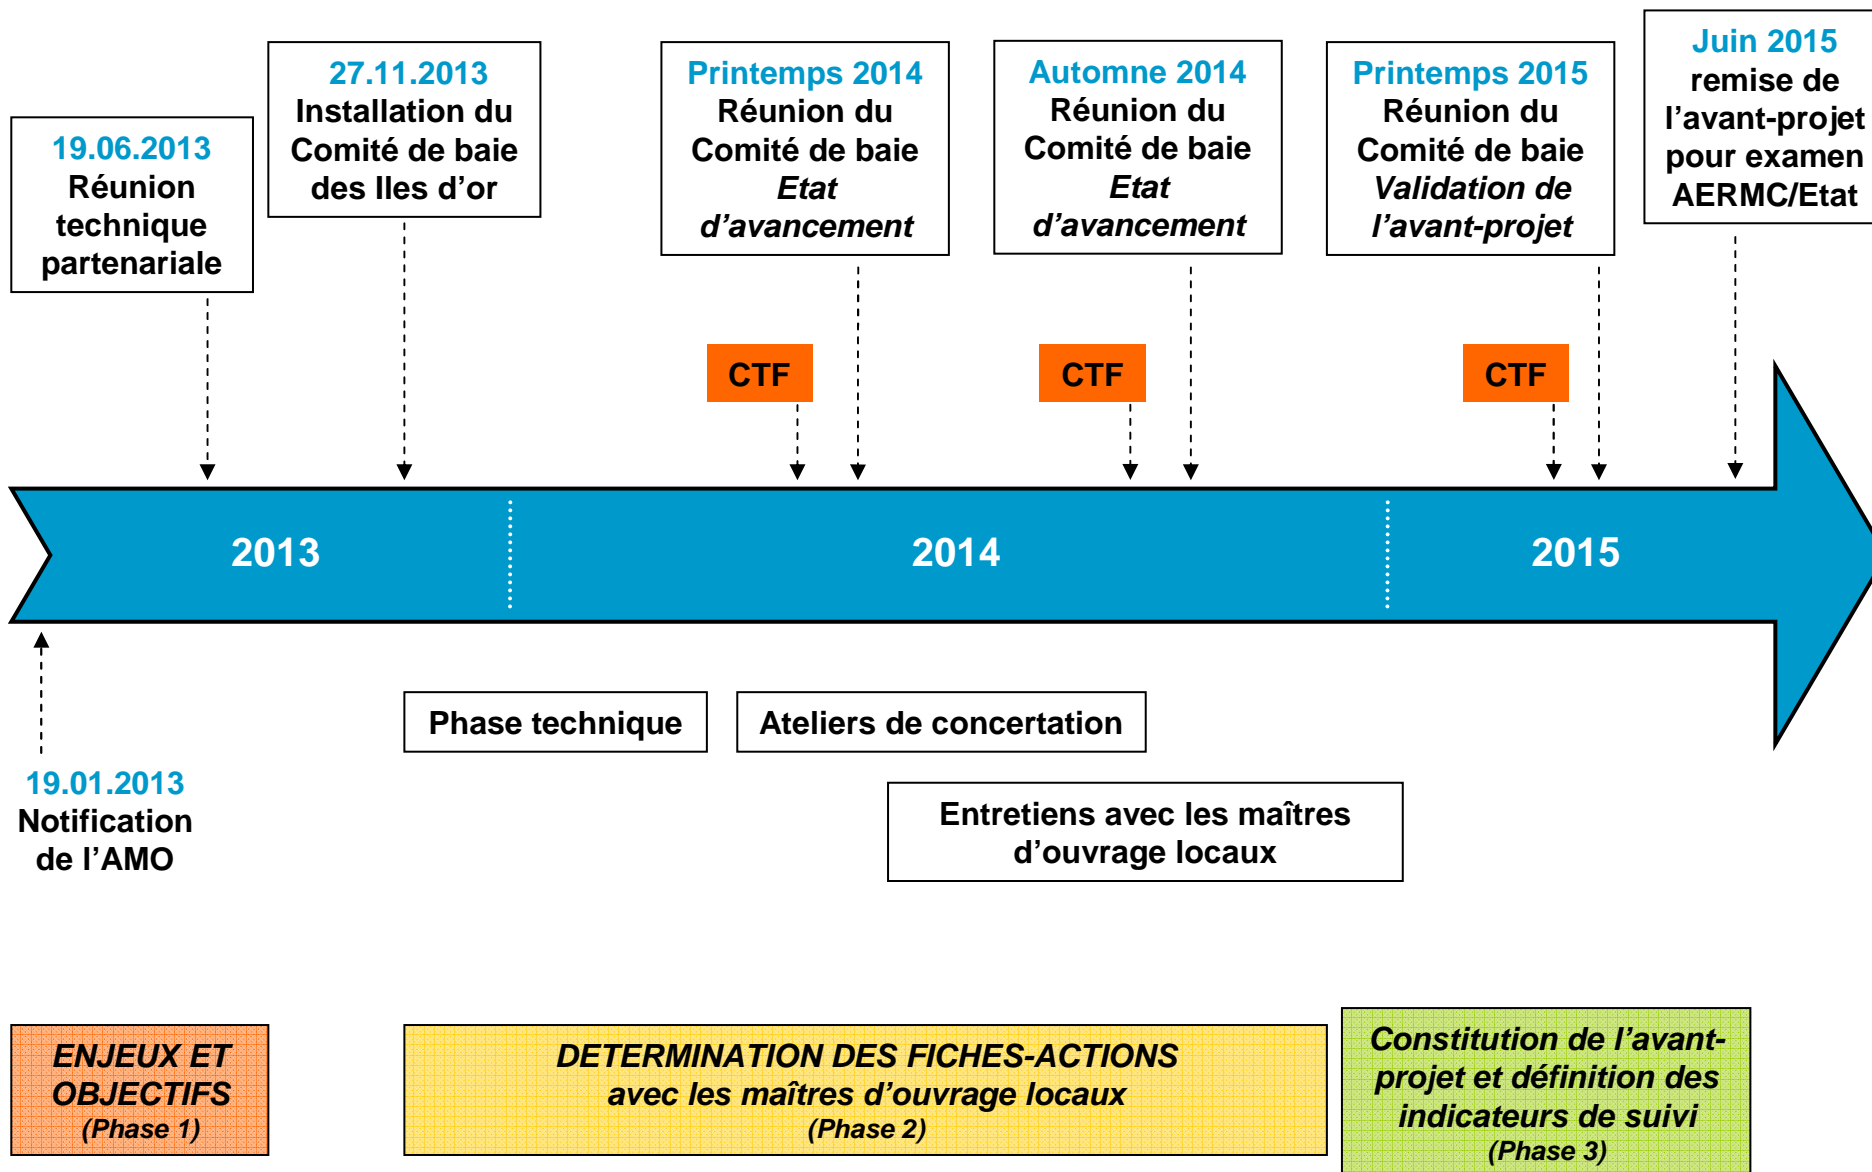 19.06.2013
Réunion
technique
partenariale
27.11.2013
Installation du
Comité de baie
des Iles d’or
Printemps 2014
Réunion du
Comité de baie
Etat
d’avancement
Automne 2014
Réunion du
Comité de baie
Etat
d’avancement
Printemps 2015
Réunion du
Comité de baie
Validation de
l’avant-projet
Juin 2015
remise de
l’avant-projet
pour examen
AERMC/Etat
CTF
CTF
CTF
2013
2014
2015
19.01.2013
Notification
de l’AMO
Phase technique
Ateliers de concertation
Entretiens avec les maîtres
d’ouvrage locaux
ENJEUX ET
OBJECTIFS
(Phase 1)
DETERMINATION DES FICHES-ACTIONS
avec les maîtres d’ouvrage locaux
(Phase 2)
Constitution de l’avant-
projet et définition des
indicateurs de suivi
(Phase 3)